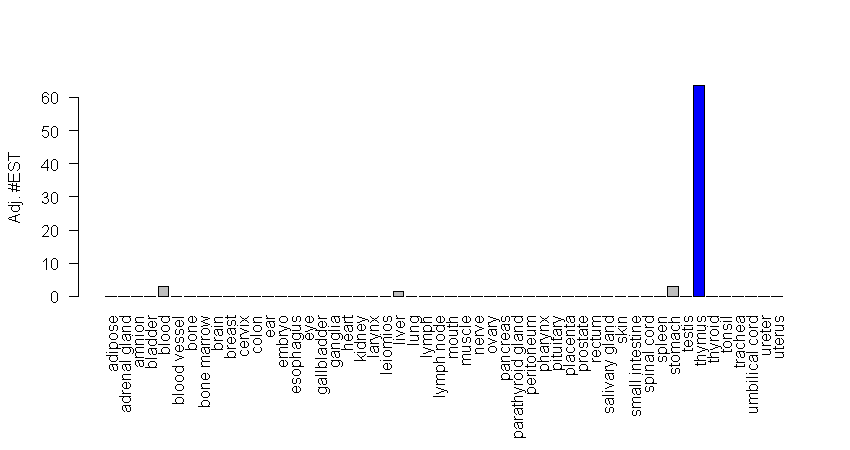 Adj. #EST
60
50
40
30
20
10
0
adipose
adrenal gland
amnion
bladder
blood
blood vessel
bone
bone marrow
brain
breast
cervix
colon
ear
embryo
esophagus
eye
gallbladder
ganglia
heart
kidney
larynx
leiomios
liver
lung
lymph
lymph node
mouth
muscle
nerve
ovary
pancreas
parathyroid gland
peritoneum
pharynx
pituitary
placenta
prostate
rectum
salivary gland
skin
small intestine
spinal cord
spleen
stomach
testis
thymus
thyroid
tonsil
trachea
umbilical cord
ureter
uterus